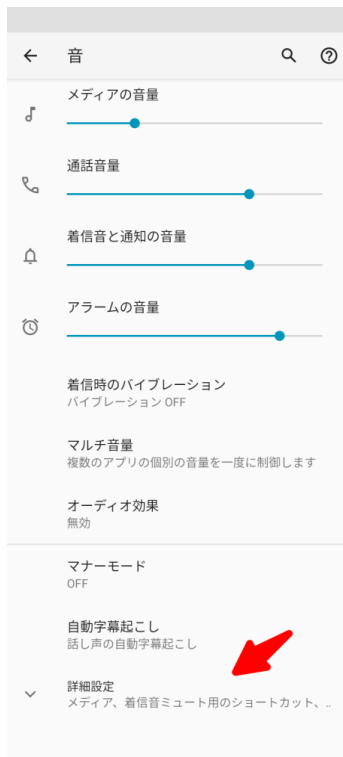 音
メディアの音量
通話音量
着信音と通知の音量
アラームの音量
着信時のバイブレーション
バイブレーション OFF
マルチ音量
複数のアプリの個別の音量を一度に制御します
オーディオ効果
無効
マナーモード
OFF
自動字幕起こし
話し声の自動字幕起こし
詳細設定
メディア、着信音ミュート用のショートカット、..